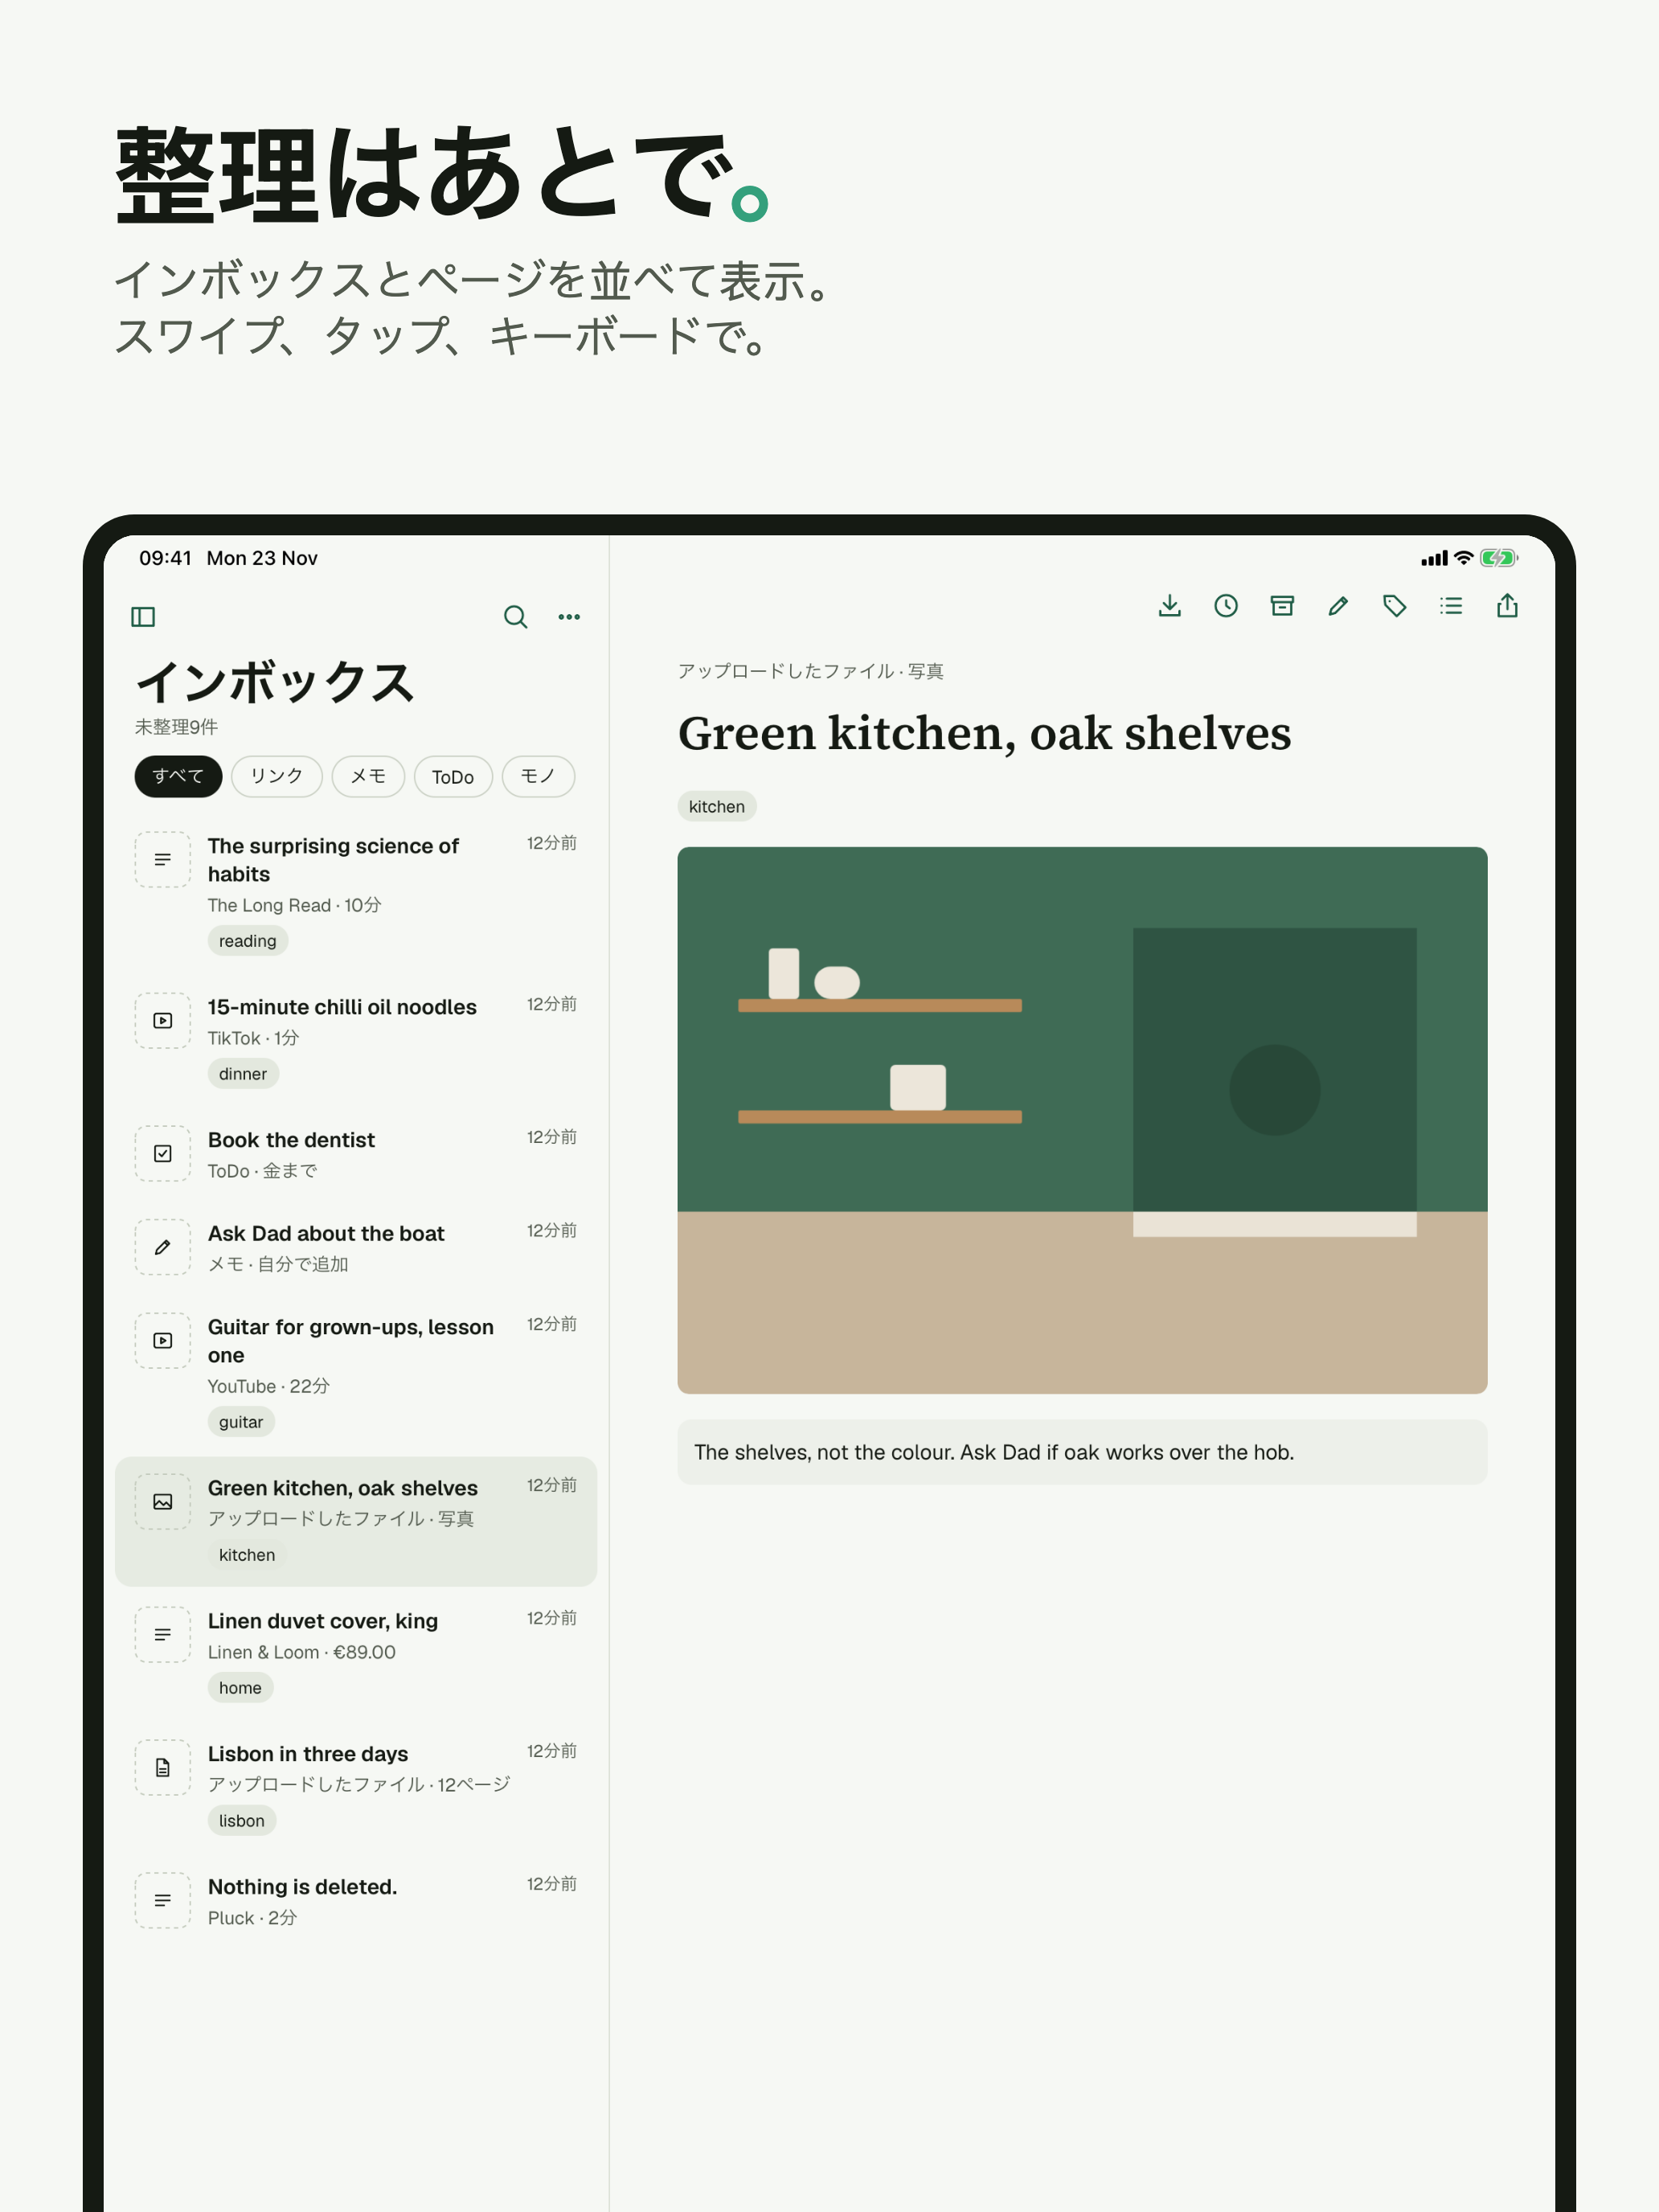 整理はあとで。
インボックスとページを並べて表示。
スワイプ、タップ、キーボードで。
09:41 Mon 23 Nov
インボックス
未整理9件
すべて リンク メモ ToDo モノ
The surprising science of
habits
12分前
The Long Read · 10分
reading
15-minute chilli oil noodles
12分前
TikTok · 1分
dinner
Book the dentist
12分前
ToDo · 金まで
Ask Dad about the boat
12分前
メモ · 自分で追加
Guitar for grown-ups, lesson
one
12分前
YouTube · 22分
guitar
Green kitchen, oak shelves
12分前
アップロードしたファイル · 写真
kitchen
Linen duvet cover, king
12分前
Linen & Loom · €89.00
home
Lisbon in three days
12分前
アップロードしたファイル · 12ページ
lisbon
Nothing is deleted.
12分前
Pluck · 2分
アップロードしたファイル · 写真
Green kitchen, oak shelves
kitchen
The shelves, not the colour. Ask Dad if oak works over the hob.